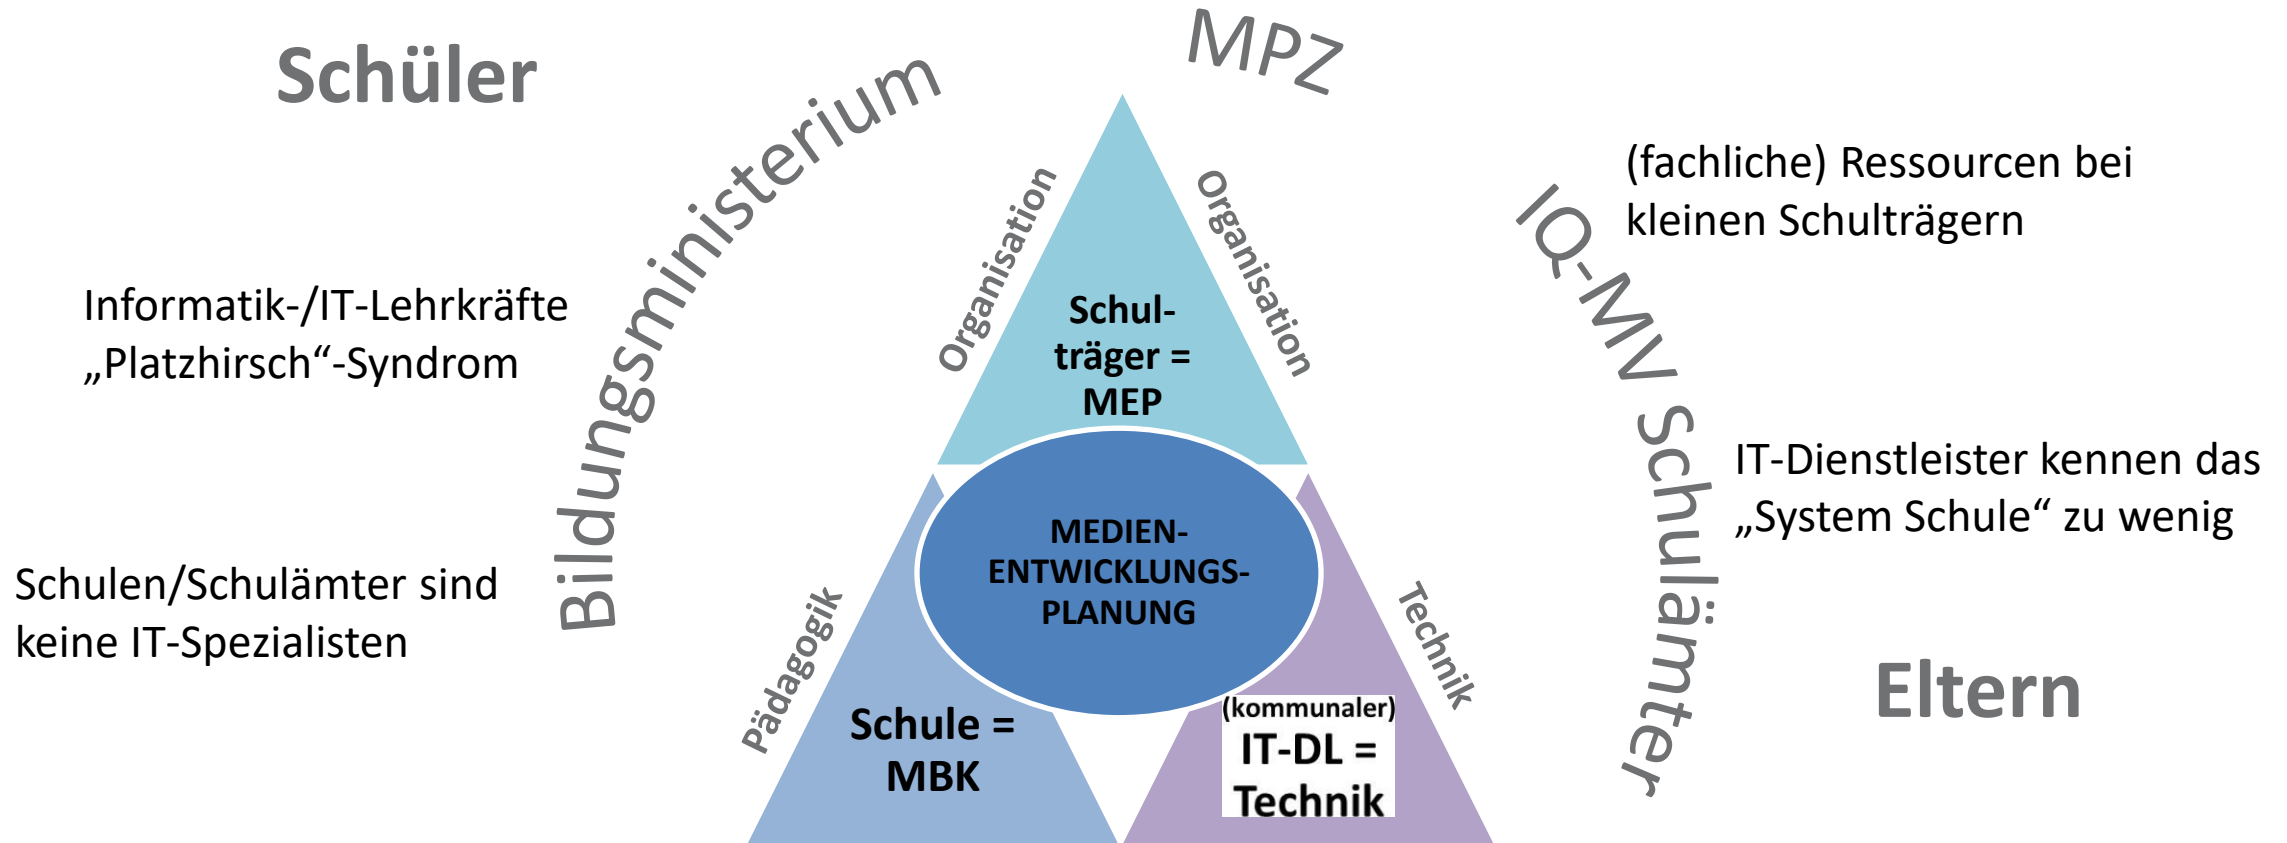 Schüler
Bildungsministerium
MPZ
IQ-MV Schulämter
(fachliche) Ressourcen bei
kleinen Schulträgern
Informatik-/IT-Lehrkräfte
„Platzhirsch“-Syndrom
Organisation
Organisation
Schul-
träger =
MEP
IT-Dienstleister kennen das
„System Schule“ zu wenig
MEDIEN-
ENTWICKLUNGS-
PLANUNG
Schulen/Schulämter sind
keine IT-Spezialisten
Pädagogik
Technik
Eltern
Schule =
MBK
(kommunaler)
IT-DL =
Technik